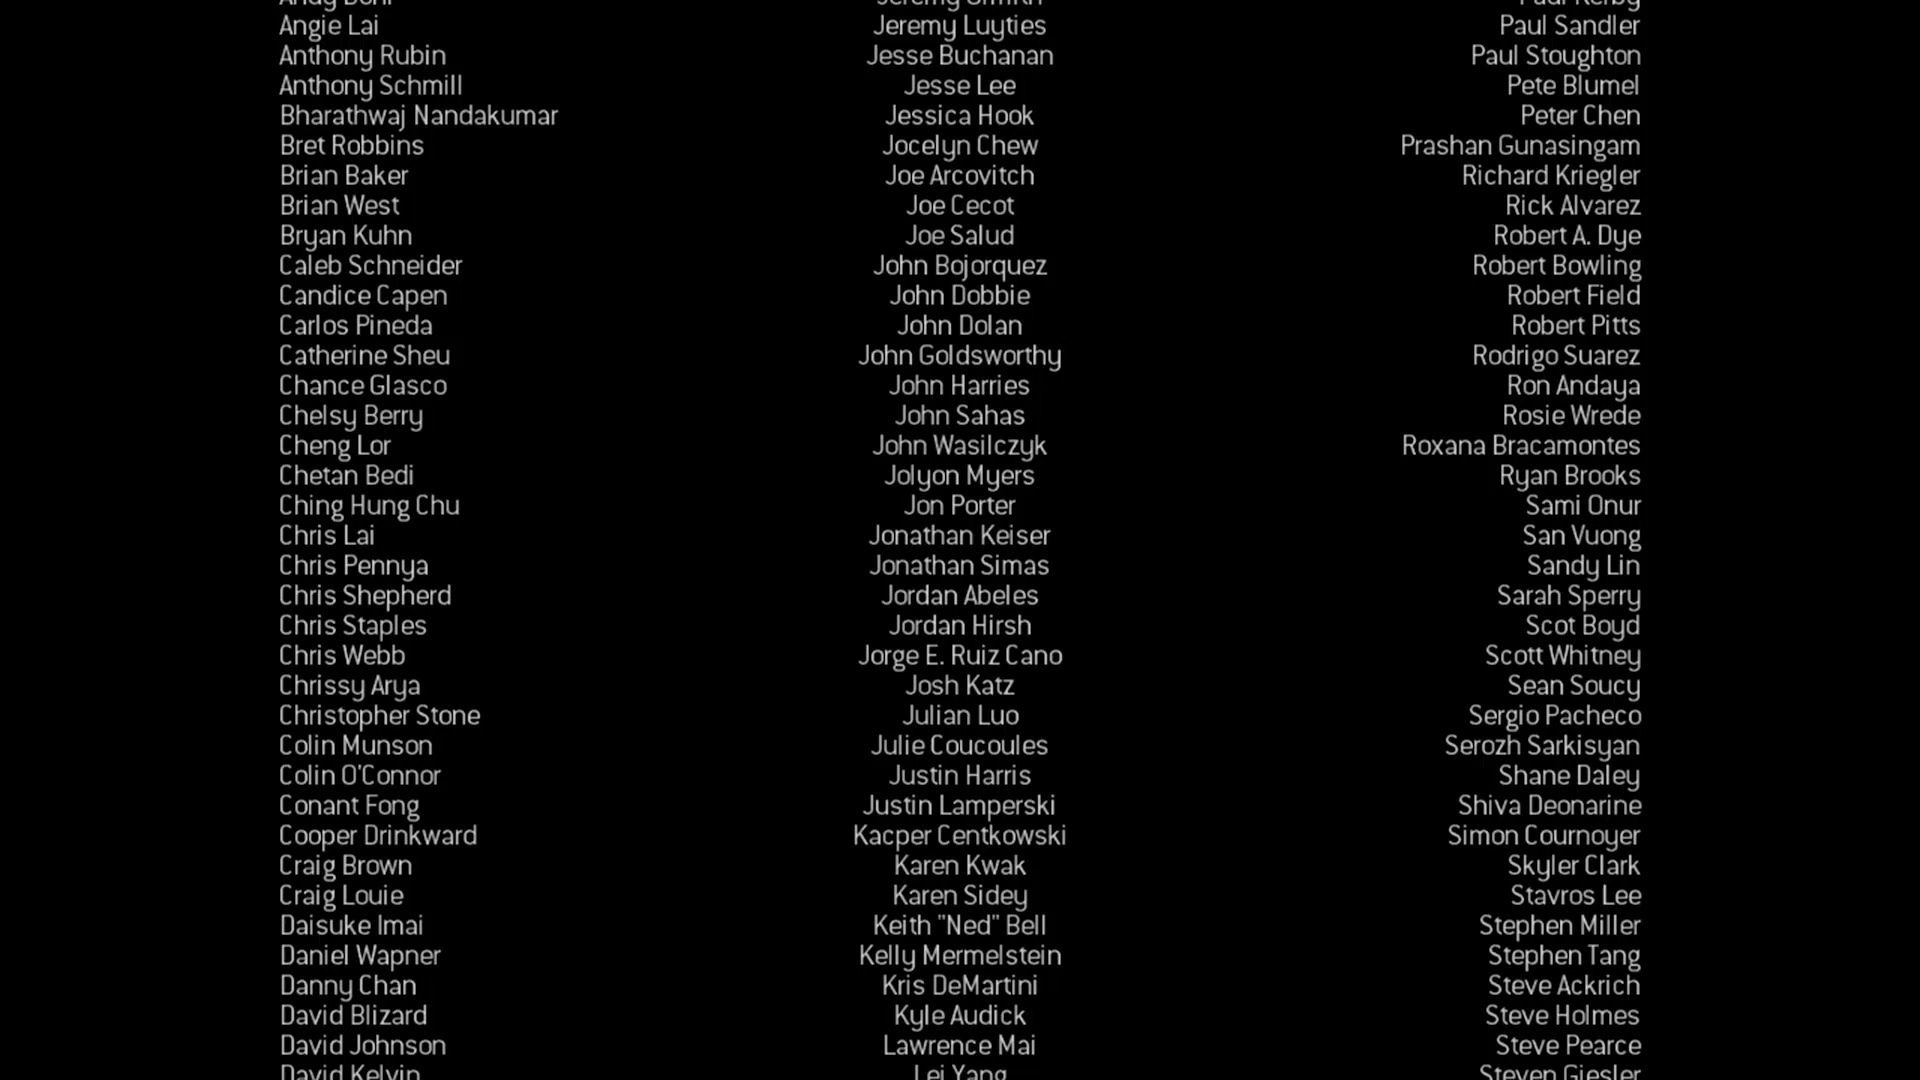 Angie Lai
Anthony Rubin
Anthony Schmill
Bharathwaj Nandakumar
Bret Robbins
Brian Baker
Brian West
Bryan Kuhn
Caleb Schneider
Candice Capen
Carlos Pineda
Catherine Sheu
Chance Glasco
Chelsy Berry
Cheng Lor
Chetan Bedi
Ching Hung Chu
Chris Lai
Chris Pennya
Chris Shepherd
Chris Staples
Chris Webb
Chrissy Arya
Christopher Stone
Colin Munson
Colin O'Connor
Conant Fong
Cooper Drinkward
Craig Brown
Craig Louie
Daisuke Imai
Daniel Wapner
Danny Chan
David Blizard
David Johnson
David Kelvin
Jeremy Luyties
Jesse Buchanan
Jesse Lee
Jessica Hook
Jocelyn Chew
Joe Arcovitch
Joe Cecot
Joe Salud
John Bojorquez
John Dobbie
John Dolan
John Goldsworthy
John Harries
John Sahas
John Wasilczyk
Jolyon Myers
Jon Porter
Jonathan Keiser
Jonathan Simas
Jordan Abeles
Jordan Hirsh
Jorge E. Ruiz Cano
Josh Katz
Julian Luo
Julie Coucoules
Justin Harris
Justin Lamperski
Kacper Centkowski
Karen Kwak
Karen Sidey
Keith "Ned" Bell
Kelly Mermelstein
Kris DeMartini
Kyle Audick
Lawrence Mai
Lei Yang
Paul Kerby
Paul Sandler
Paul Stoughton
Pete Blumel
Peter Chen
Prashan Gunasingam
Richard Kriegler
Rick Alvarez
Robert A. Dye
Robert Bowling
Robert Field
Robert Pitts
Rodrigo Suarez
Ron Andaya
Rosie Wrede
Roxana Bracamontes
Ryan Brooks
Sami Onur
San Vuong
Sandy Lin
Sarah Sperry
Scot Boyd
Scott Whitney
Sean Soucy
Sergio Pacheco
Serozh Sarkisyan
Shane Daley
Shiva Deonarine
Simon Cournoyer
Skyler Clark
Stavros Lee
Stephen Miller
Stephen Tang
Steve Ackrich
Steve Holmes
Steve Pearce
Steven Giesler